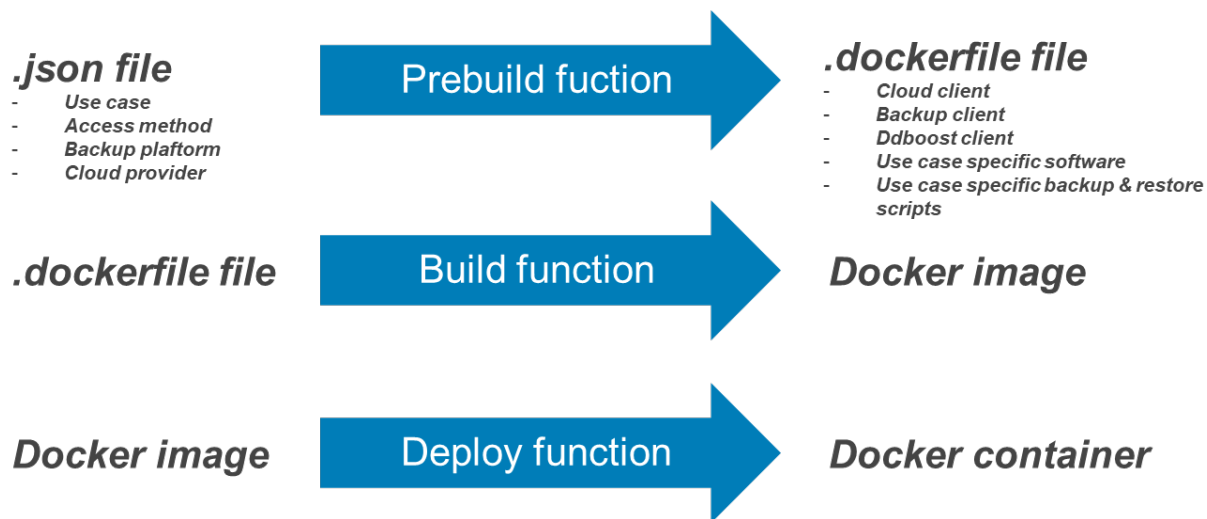 .json file
- Use case
- Access method
- Backup plaftorm
- Cloud provider
Prebuild fuction
.dockerfile file
- Cloud client
- Backup client
- Ddboost client
- Use case specific software
- Use case specific backup & restore
scripts
.dockerfile file
Build function
Docker image
Docker image
Deploy function
Docker container